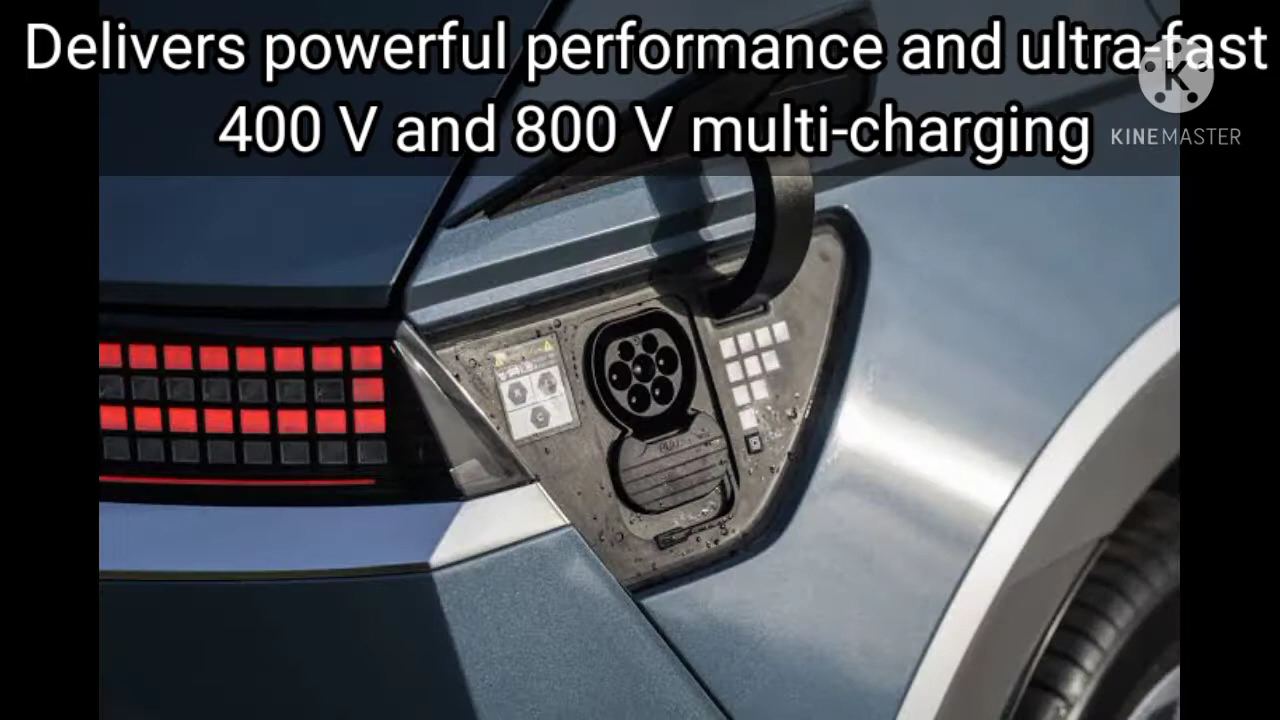 Delivers powerful performance and ultra-fast
400 V and 800 V multi-charging
K
KINEMASTER